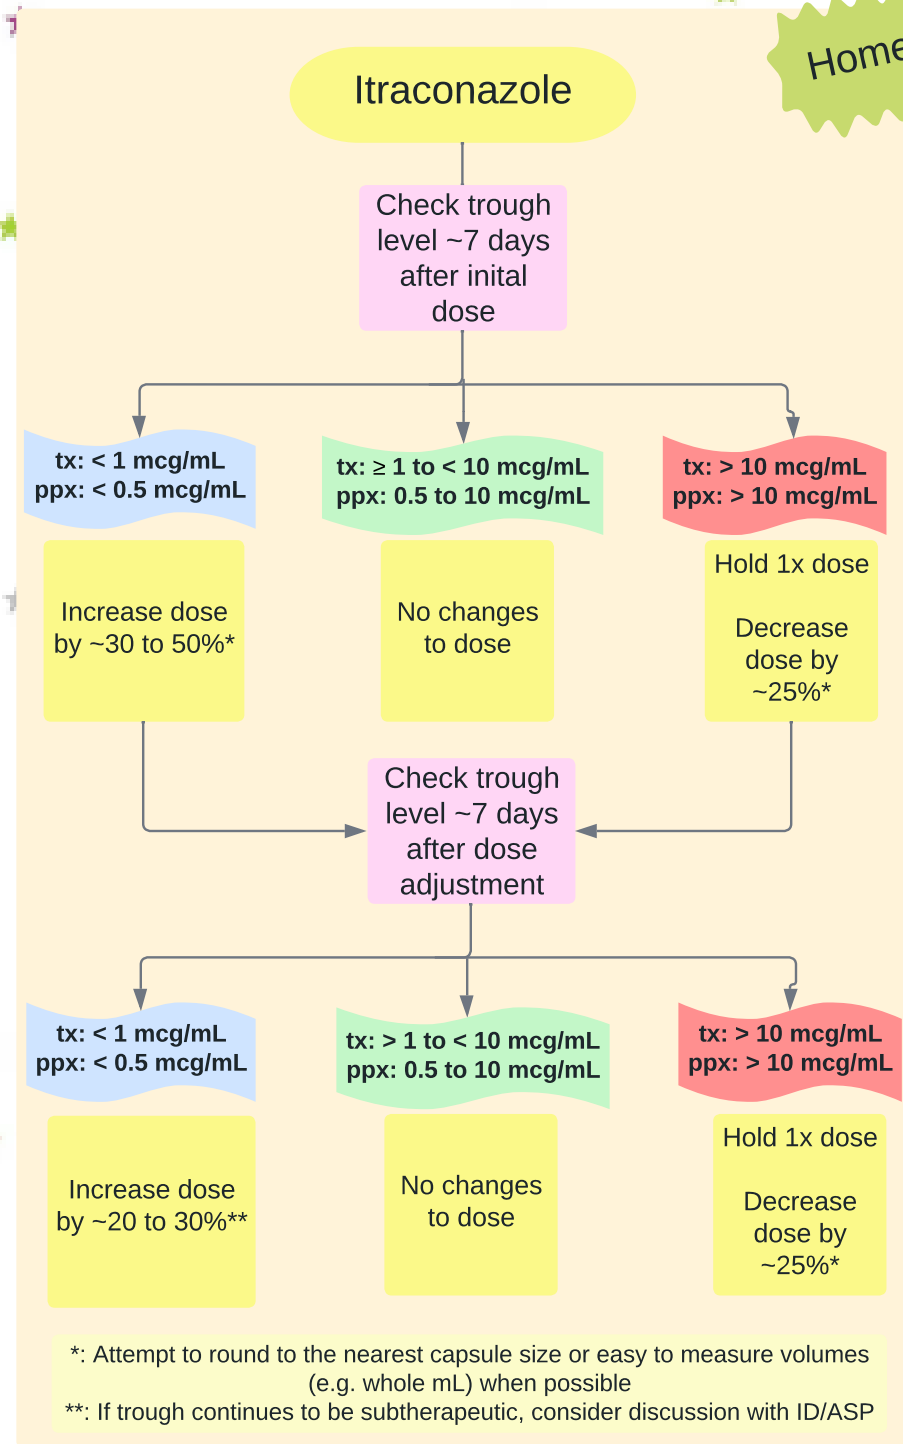 Home
Itraconazole
Check trough
level ~7 days
after inital
dose
tx: < 1 mcg/mL
ppx: < 0.5 mcg/mL
tx: ≥ 1 to < 10 mcg/mL
ppx: 0.5 to 10 mcg/mL
tx: > 10 mcg/mL
ppx: > 10 mcg/mL
Increase dose
by ~30 to 50%*
No changes
to dose
Hold 1x dose
Decrease
dose by
~25%*
Check trough
level ~7 days
after dose
adjustment
tx: < 1 mcg/mL
ppx: < 0.5 mcg/mL
tx: > 1 to < 10 mcg/mL
ppx: 0.5 to 10 mcg/mL
tx: > 10 mcg/mL
ppx: > 10 mcg/mL
Increase dose
by ~20 to 30%**
No changes
to dose
Hold 1x dose
Decrease
dose by
~25%*
*: Attempt to round to the nearest capsule size or easy to measure volumes
(e.g. whole mL) when possible
**: If trough continues to be subtherapeutic, consider discussion with ID/ASP